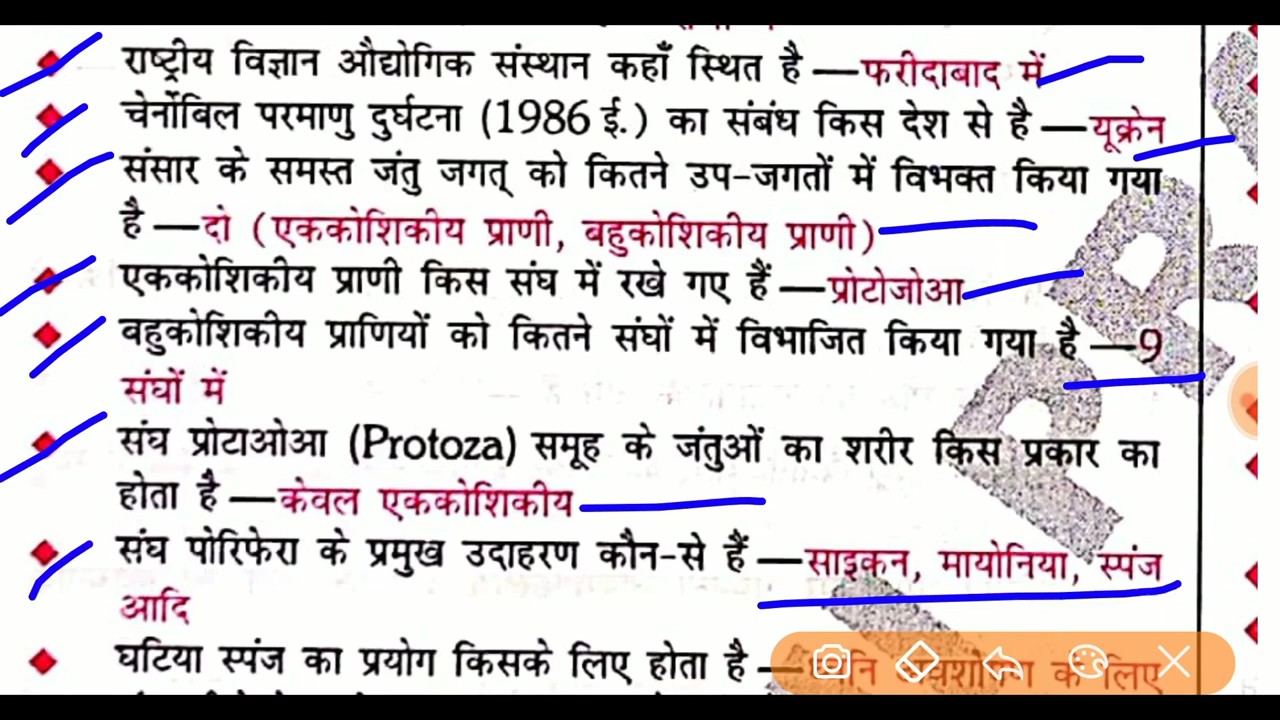 राष्ट्रीय विज्ञान औद्योगिक संस्थान कहाँ स्थित है —फरीदाबाद में
चेर्नोबिल परमाणु दुर्घटना (1986 ई.) का संबंध किस देश से है —यूक्रेन
संसार के समस्त जंतु जगत् को कितने उप-जगतों में विभक्त किया गया
है —दो (एककोशिकीय प्राणी, बहुकोशिकीय प्राणी)
एककोशिकीय प्राणी किस संघ में रखे गए हैं —प्रोटोजोआ
बहुकोशिकीय प्राणियों को कितने संघों में विभाजित किया गया है —9
संघों में
संघ प्रोटाओआ (Protoza) समूह के जंतुओं का शरीर किस प्रकार का
होता है —केवल एककोशिकीय
संघ पोरिफेरा के प्रमुख उदाहरण कौन-से हैं —साइकन, मायोनिया, स्पंज
आदि
घटिया स्पंज का प्रयोग किसके लिए होता है — के लिए